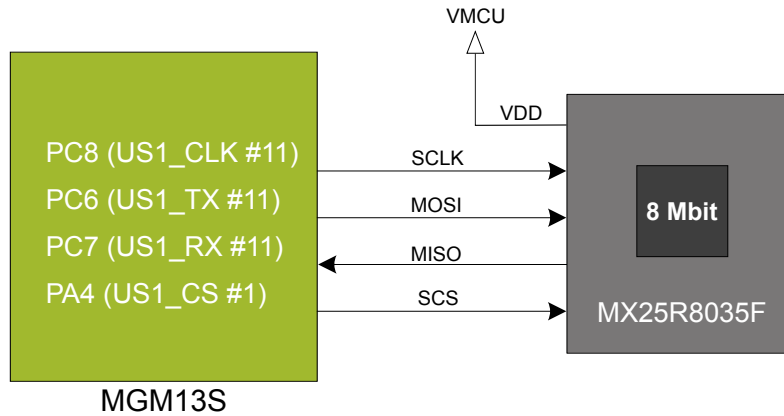 VMCU
VDD
PC8 (US1_CLK #11)
SCLK
PC6 (US1_TX #11)
MOSI
8 Mbit
PC7 (US1_RX #11)
MISO
PA4 (US1_CS #1)
SCS
MX25R8035F
MGM13S